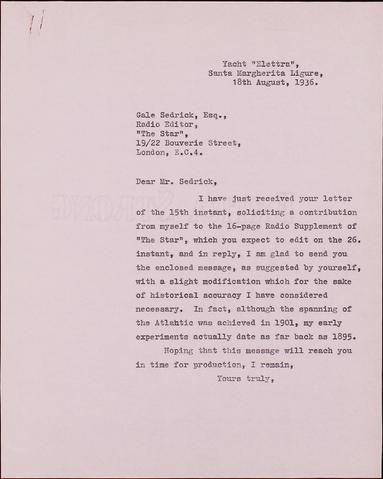 Yacht "Elettra",
Santa Margherita Ligure,
18th August, 1936.
Gale Sedrick, Esq.,
Radio Editor,
"The Star",
19/22 Bouverie Street,
London, E.C.4.
Dear Mr. Sedrick,
I have just received your letter
of the 15th instant, soliciting a contribution
from myself to the 16-page Radio Supplement of
"The Star", which you expect to edit on the 26.
instant, and in reply, I am glad to send you
the enclosed message, as suggested by yourself,
with a slight modification which for the sake
of historical accuracy I have considered
necessary. In fact, although the spanning of
the Atlantic was achieved in 1901, my early
experiments actually date as far back as 1895.
Hoping that this message will reach you
in time for production, I remain,
Yours truly,